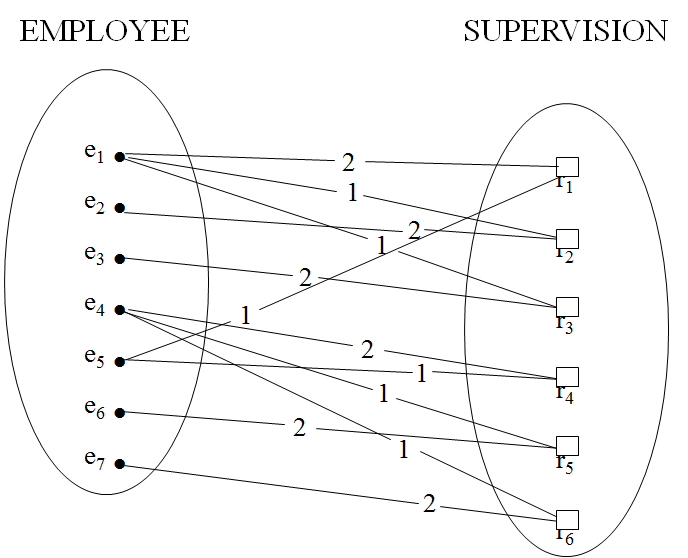 EMPLOYEE
SUPERVISION
e1
2
r1
1
e2
2
r2
1
e3
2
r3
e4
1
2
e5
1
r4
1
e6
2
1
r5
e7
2
r6